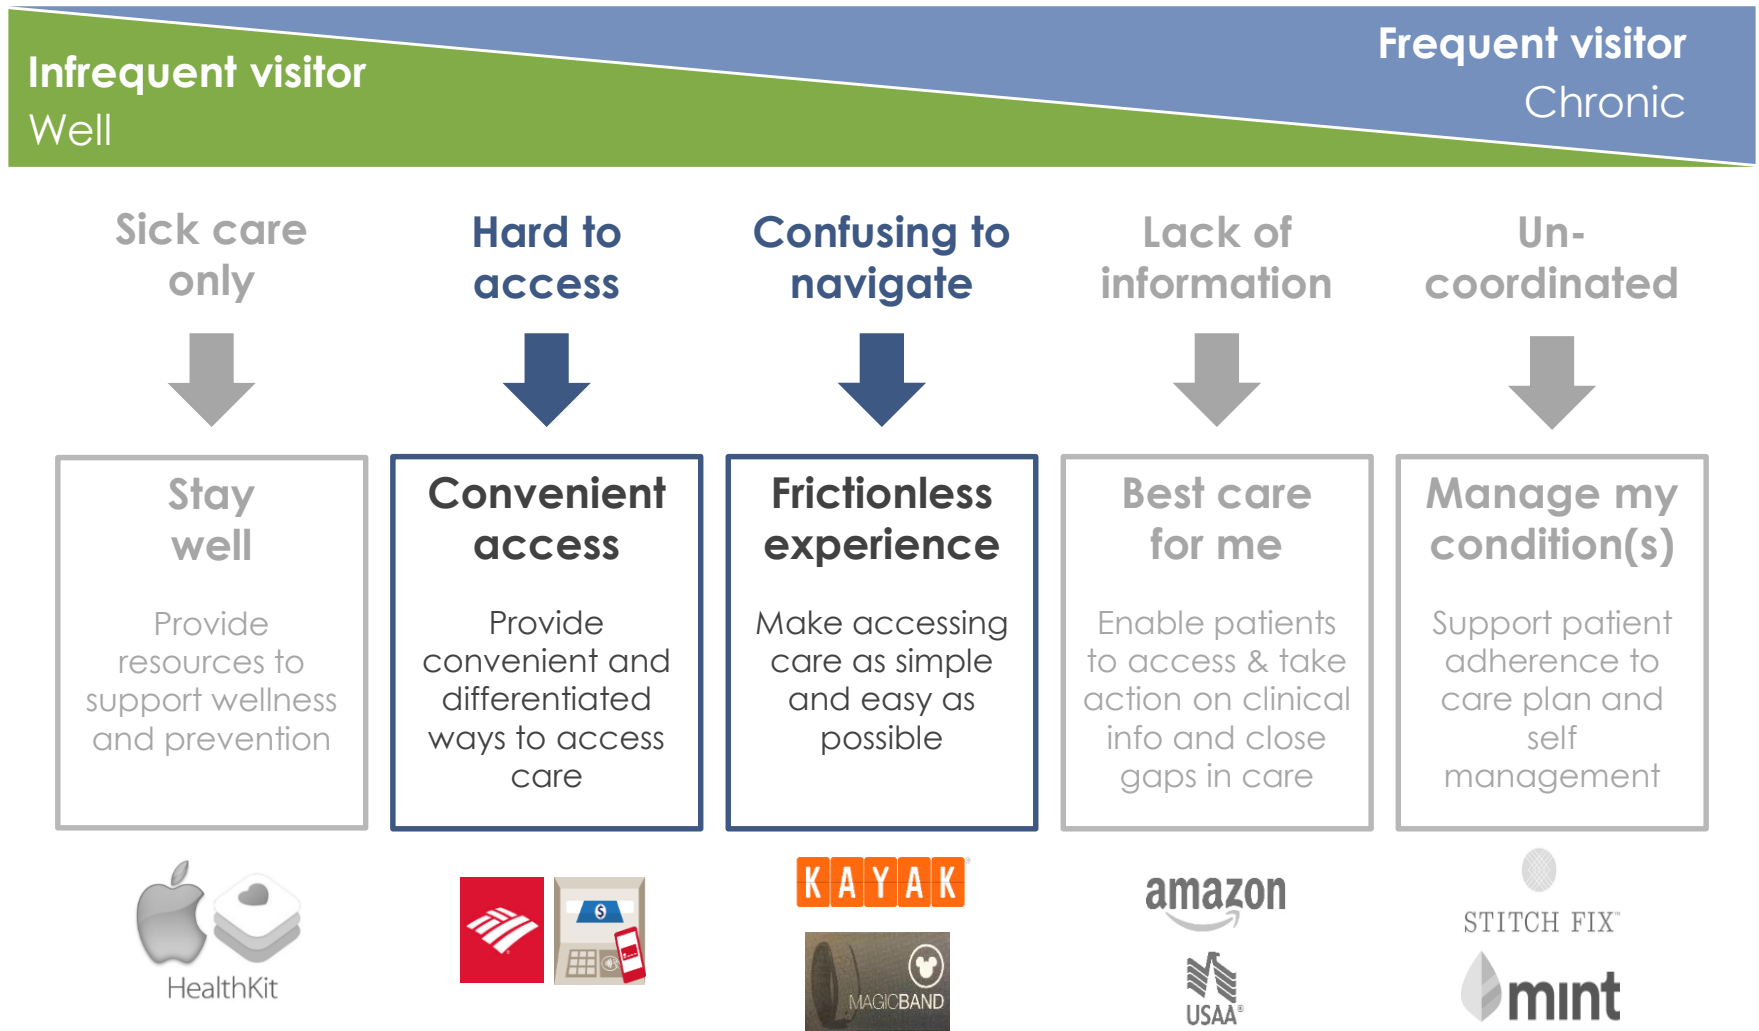 Infrequent visitor
Well
Frequent visitor
Chronic
Sick care
only
Hard to
access
Confusing to
navigate
Lack of
information
Un-
coordinated
Stay
well
Provide
resources to
support wellness
and prevention
Convenient
access
Provide
convenient and
differentiated
ways to access
care
Frictionless
experience
Make accessing
care as simple
and easy as
possible
Best care
for me
Enable patients
to access & take
action on clinical
info and close
gaps in care
Manage my
condition(s)
Support patient
adherence to
care plan and
self
management
HealthKit
$
KAYAK®
MAGICBAND
amazon
USAA®
STITCH FIX™
mint